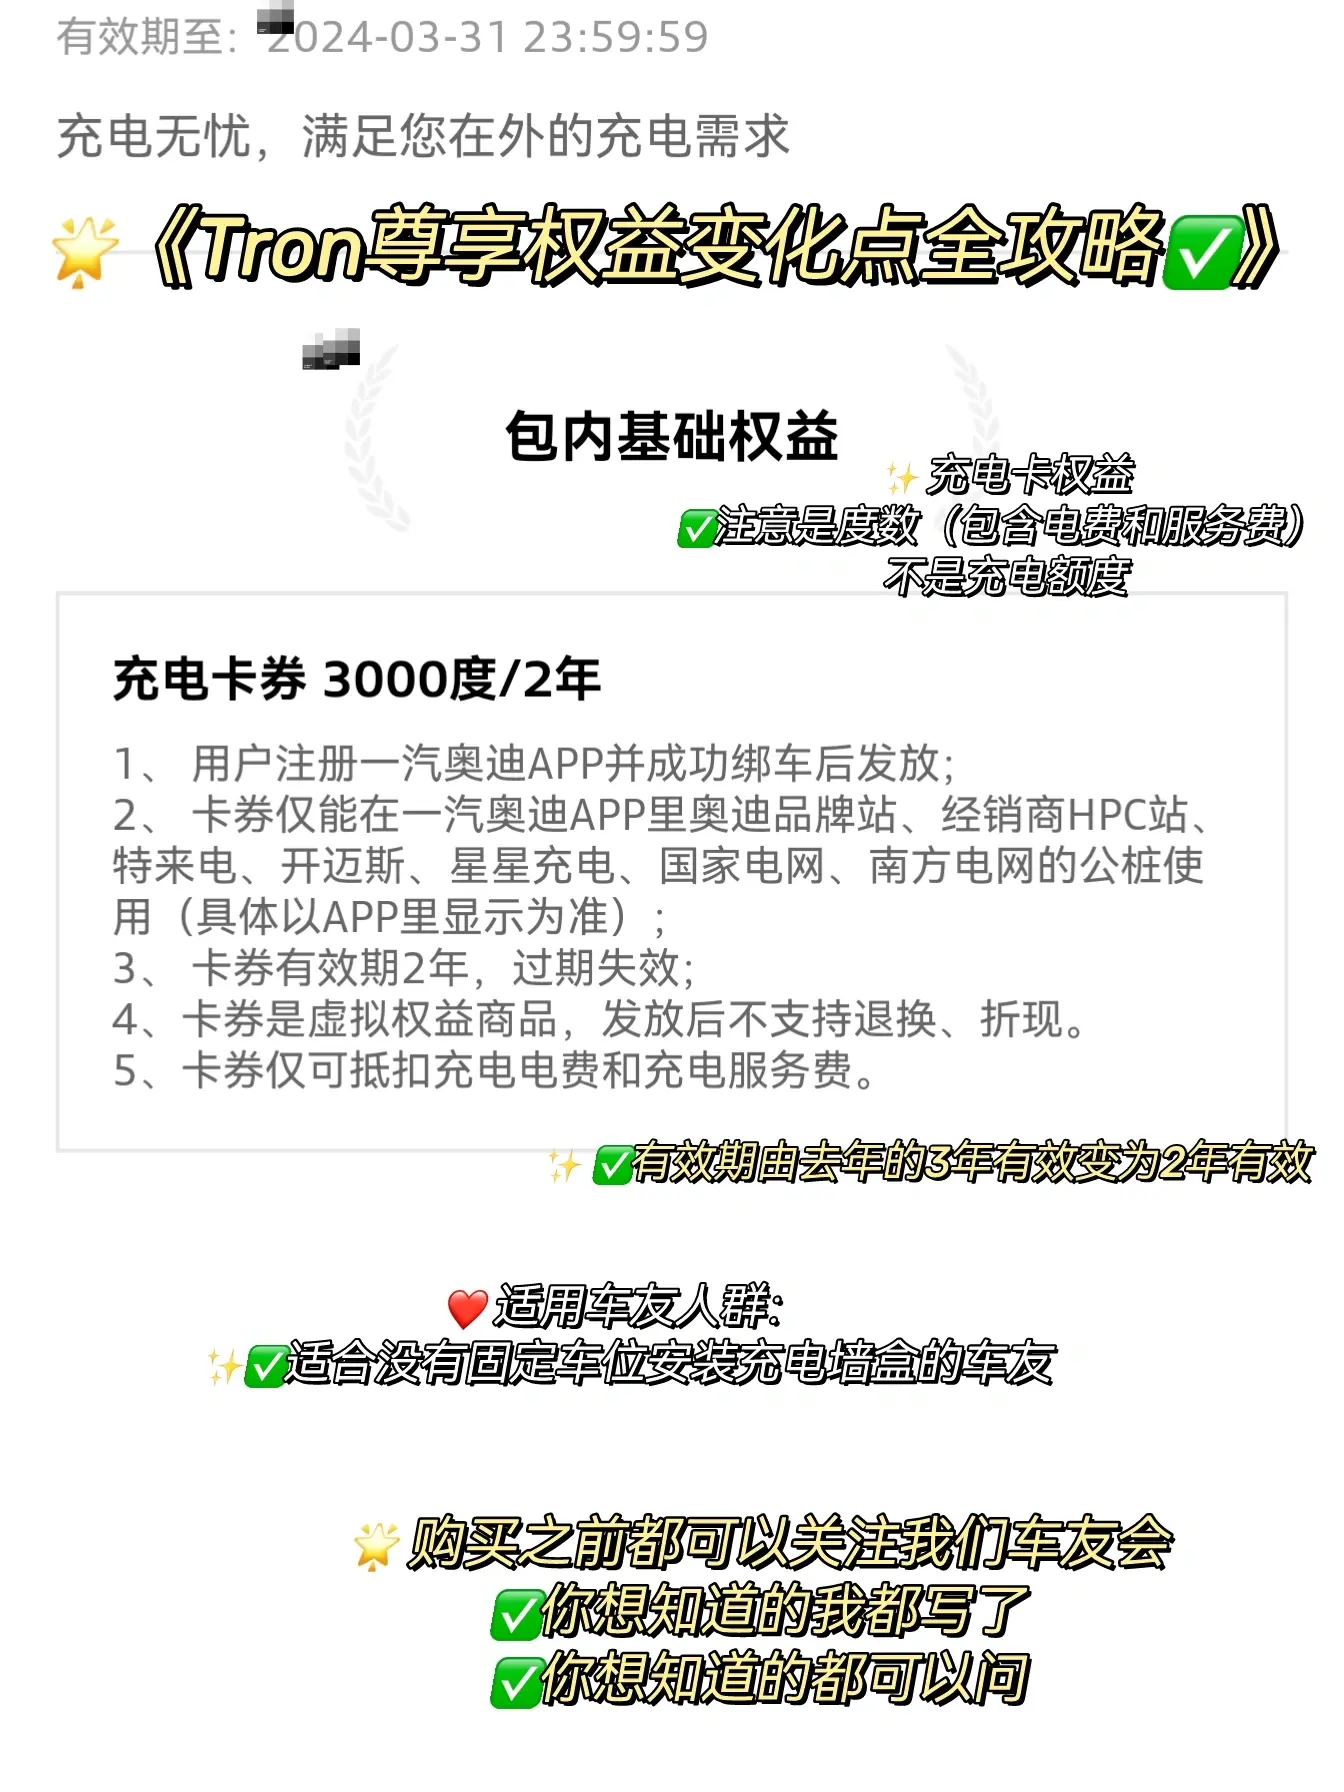 有效期至: 2024-03-31 23:59:59
充电无忧，满足您在外的充电需求
《Tron尊享权益变化点全攻略✅》
包内基础权益
充电卡权益
✅注意是度数（包含电费和服务费）
不是充电额度
充电卡券 3000度/2年
1、 用户注册一汽奥迪APP并成功绑车后发放;
2、 卡券仅能在一汽奥迪APP里奥迪品牌站、经销商HPC站、
特来电、开迈斯、星星充电、国家电网、南方电网的公桩使
用（具体以APP里显示为准）;
3、 卡券有效期2年，过期失效;
4、卡券是虚拟权益商品，发放后不支持退换、折现。
5、卡券仅可抵扣充电电费和充电服务费。
✨✅有效期由去年的3年有效变为2年有效
❤️适用车友人群:
✨✅适合没有固定车位安装充电墙盒的车友
🌟购买之前都可以关注我们车友会
✅你想知道的我都写了
✅你想知道的都可以问